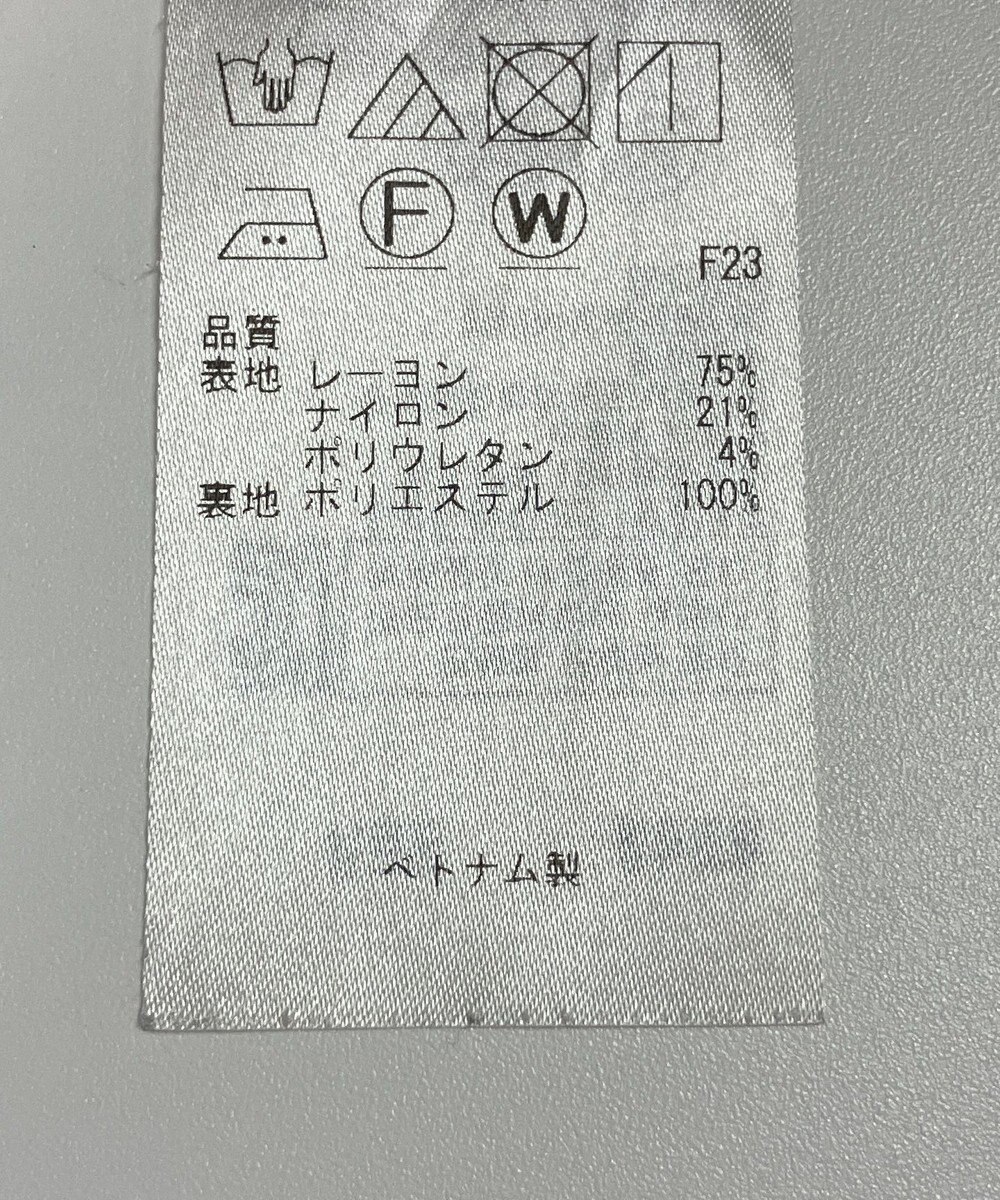 F W
F23
品質
表地 レーヨン 75%
ナイロン 21%
ポリウレタン 4%
裏地 ポリエステル 100%
ベトナム製